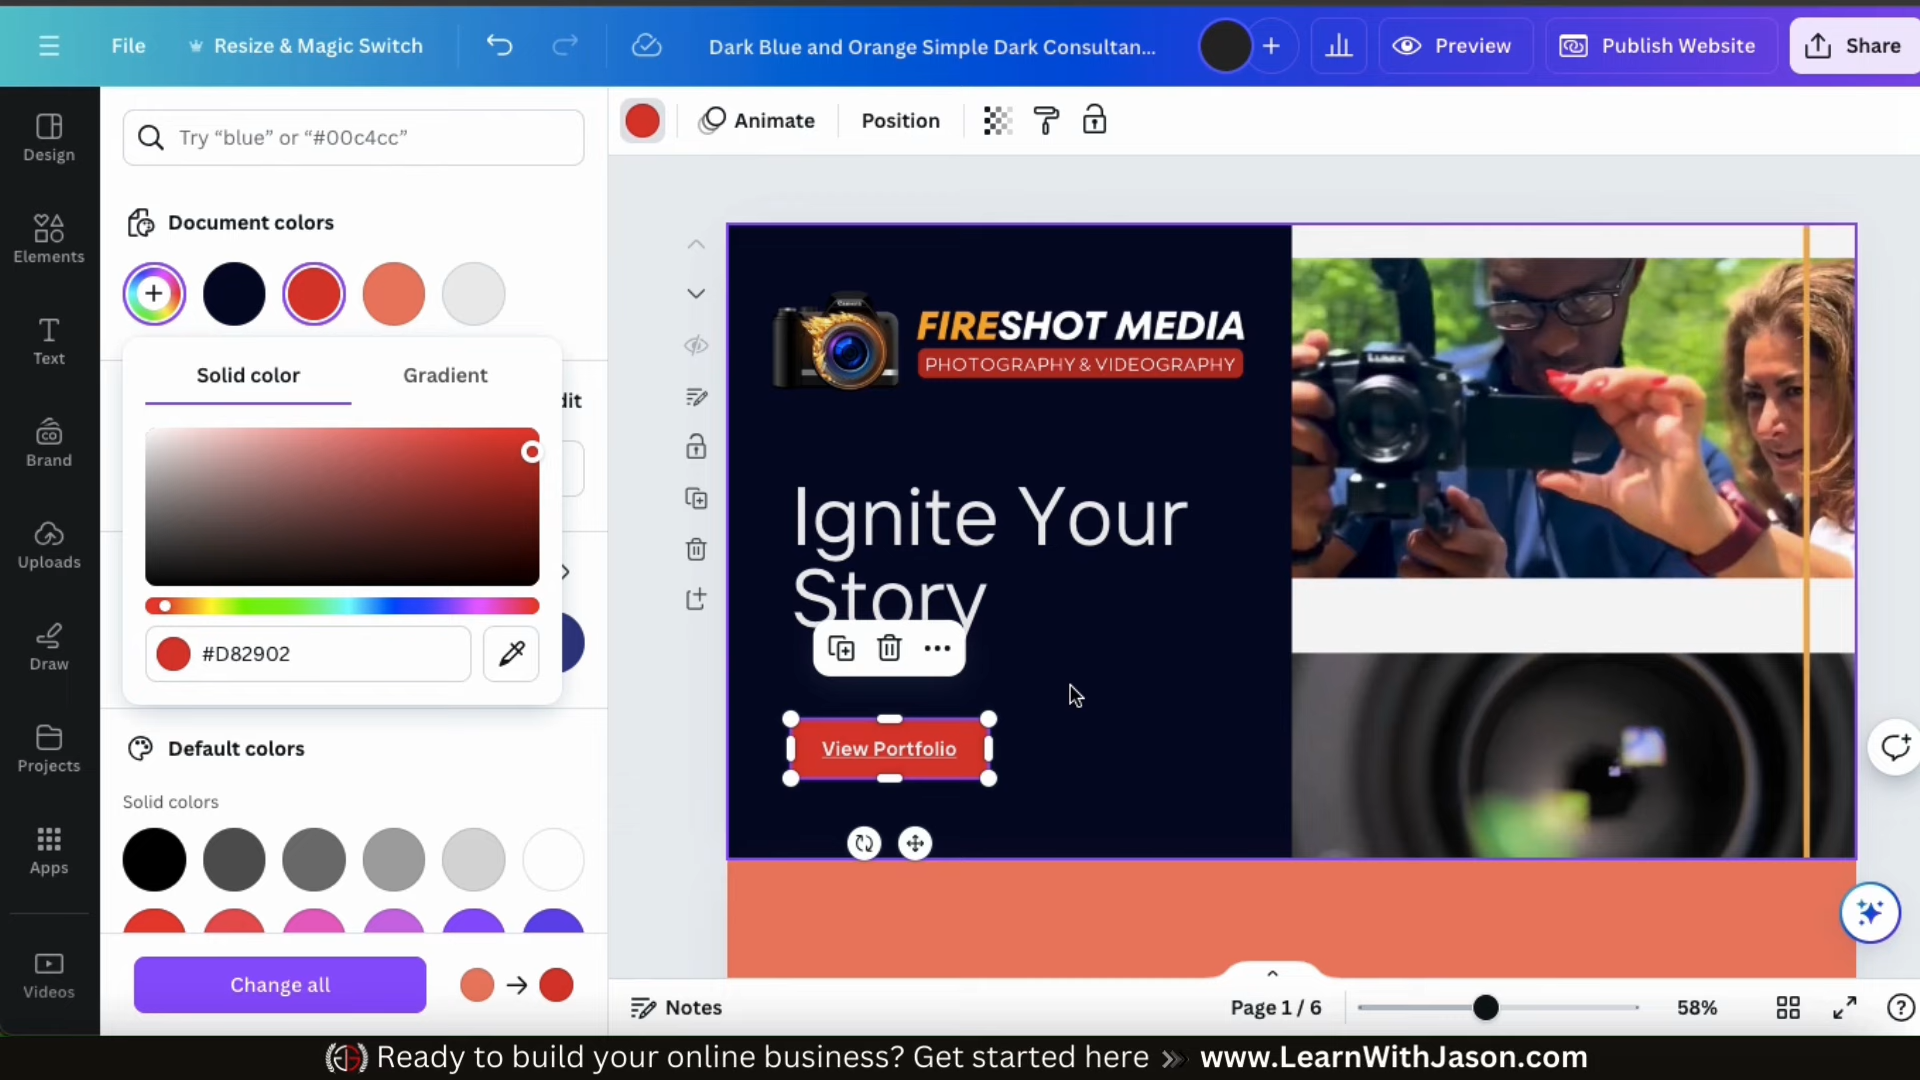 File
Resize & Magic Switch
Dark Blue and Orange Simple Dark Consultan...
Preview
Publish Website
Share
Design
Elements
Text
Brand
Uploads
Draw
Projects
Apps
Videos
Try “blue” or “#00c4cc”
Document colors
Solid color
Gradient
dit
#D82902
Default colors
Solid colors
Change all
Animate
Position
Camera
FIRESHOT MEDIA
PHOTOGRAPHY & VIDEOGRAPHY
LUMIX
Ignite Your
Story
View Portfolio
Notes
Page 1 / 6
58%
Ready to build your online business? Get started here www.LearnWithJason.com